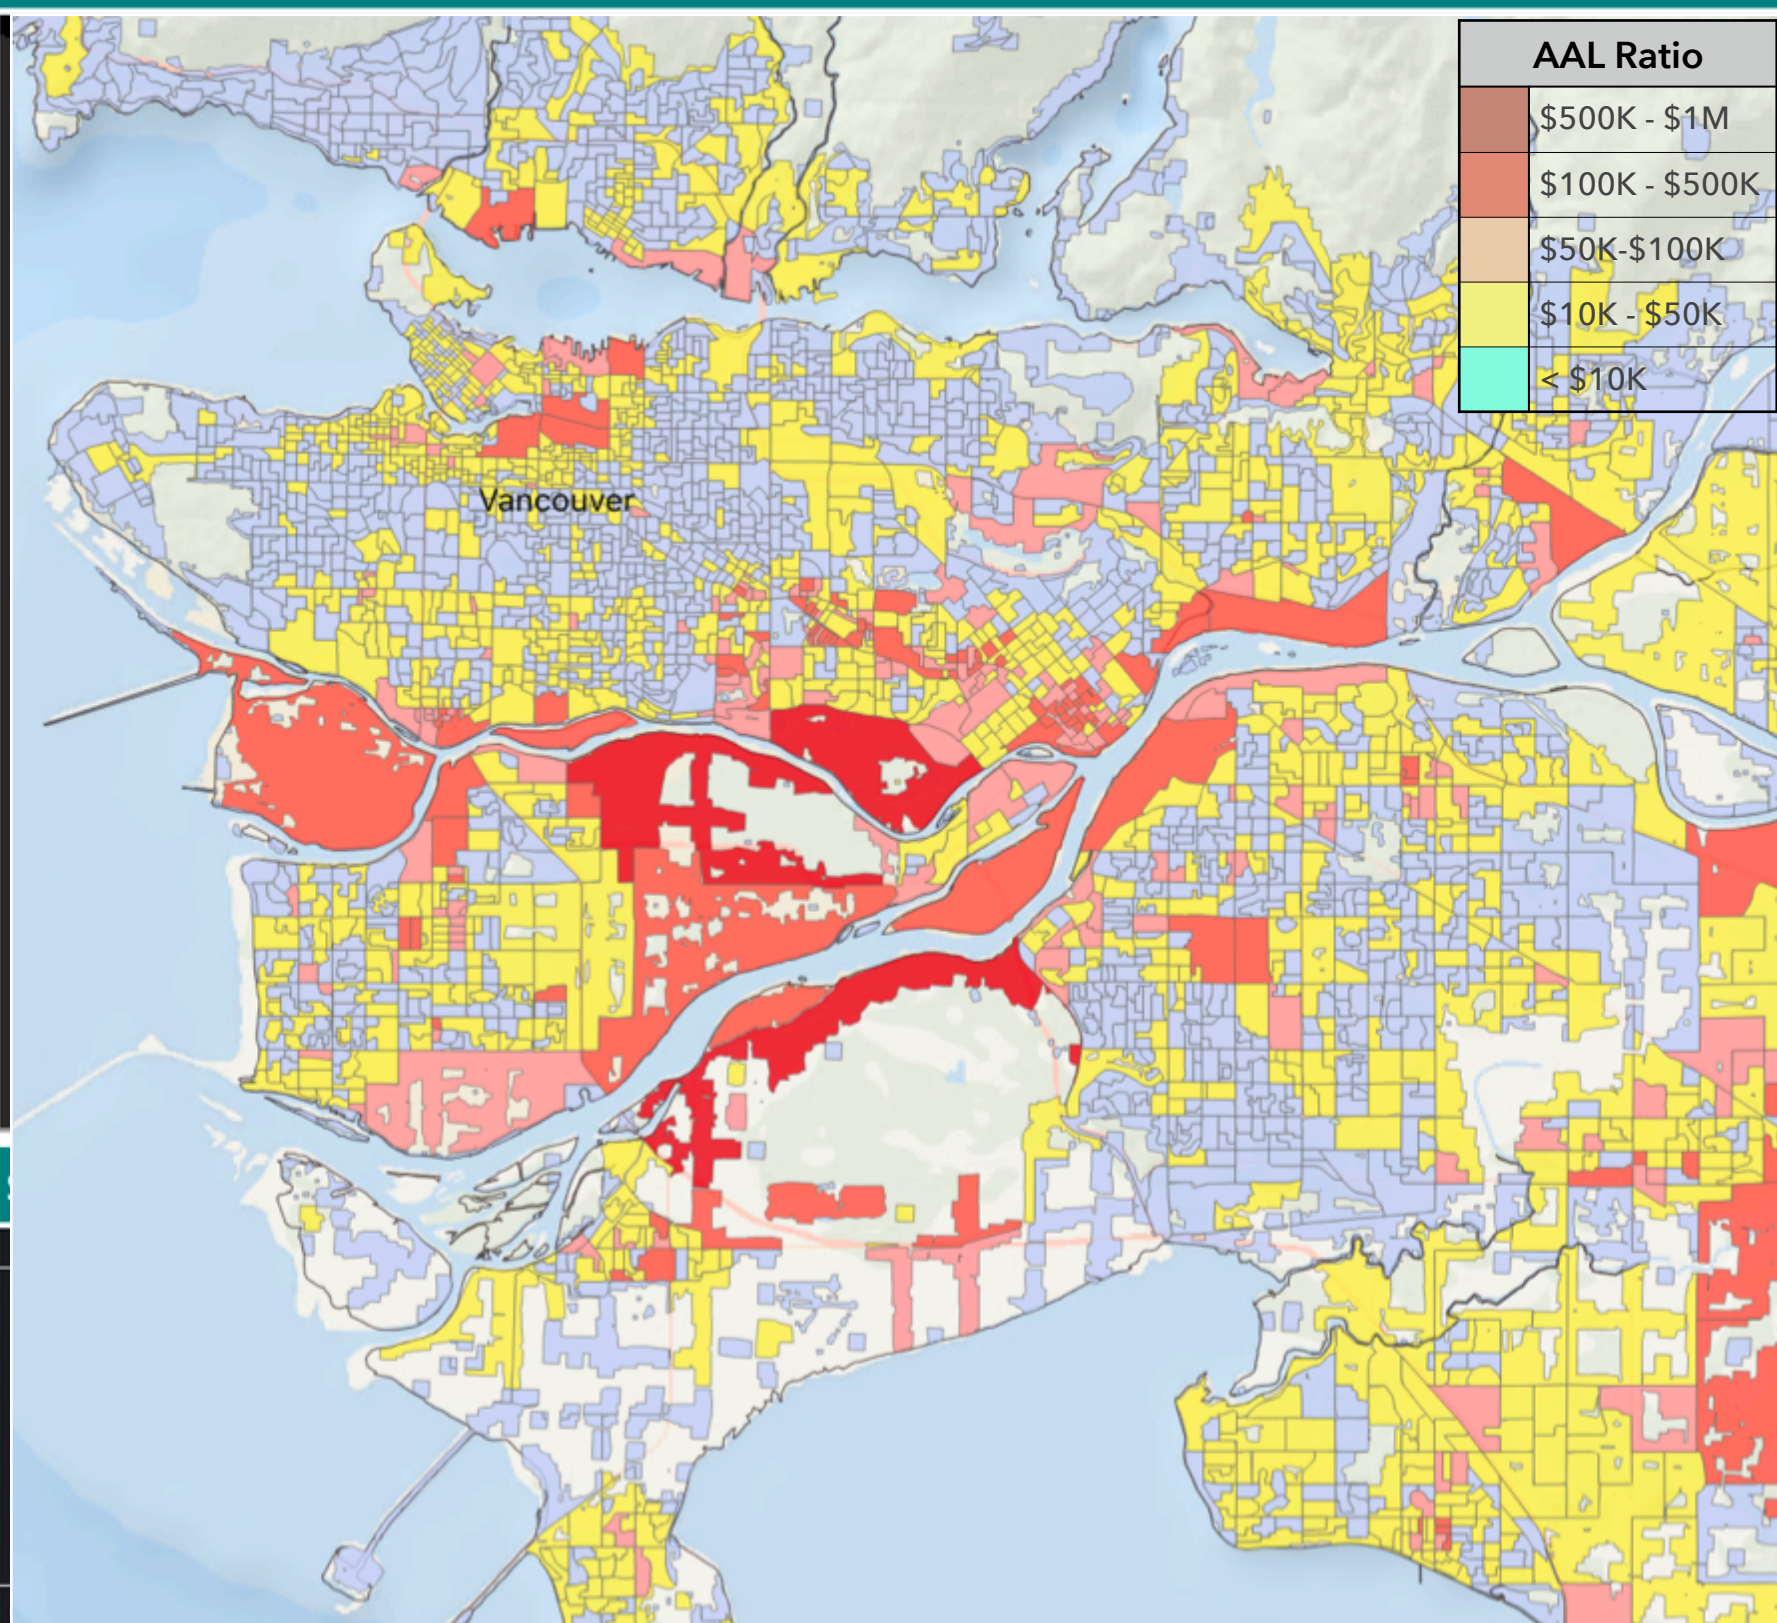 AAL Ratio
$500K - $1M
$100K - $500K
$50K-$100K
$10K - $50K
< $10K
Vancouver